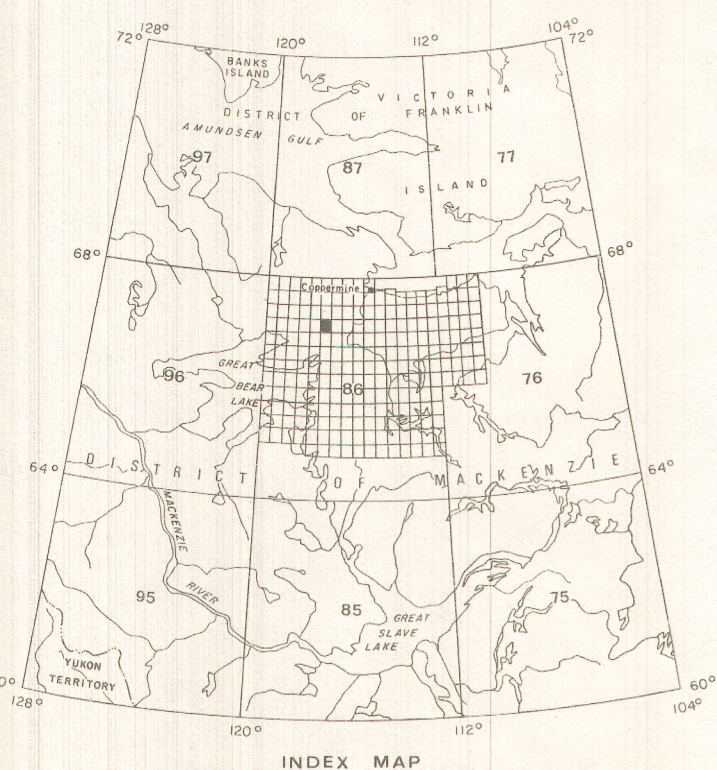 128°
120°
112°
104°
72°
72°
BANKS
ISLAND
VICTORIA
DISTRICT OF FRANKLIN
AMUNDSEN GULF
97
87
77
ISLAND
68°
68°
Coppermine
GREAT
BEAR
LAKE
96
86
76
DISTRICT OF MACKENZIE
64°
64°
MACKENZIE
RIVER
95
85
75
GREAT
SLAVE
LAKE
YUKON
TERRITORY
0°
60°
128°
104°
120°
112°
INDEX MAP